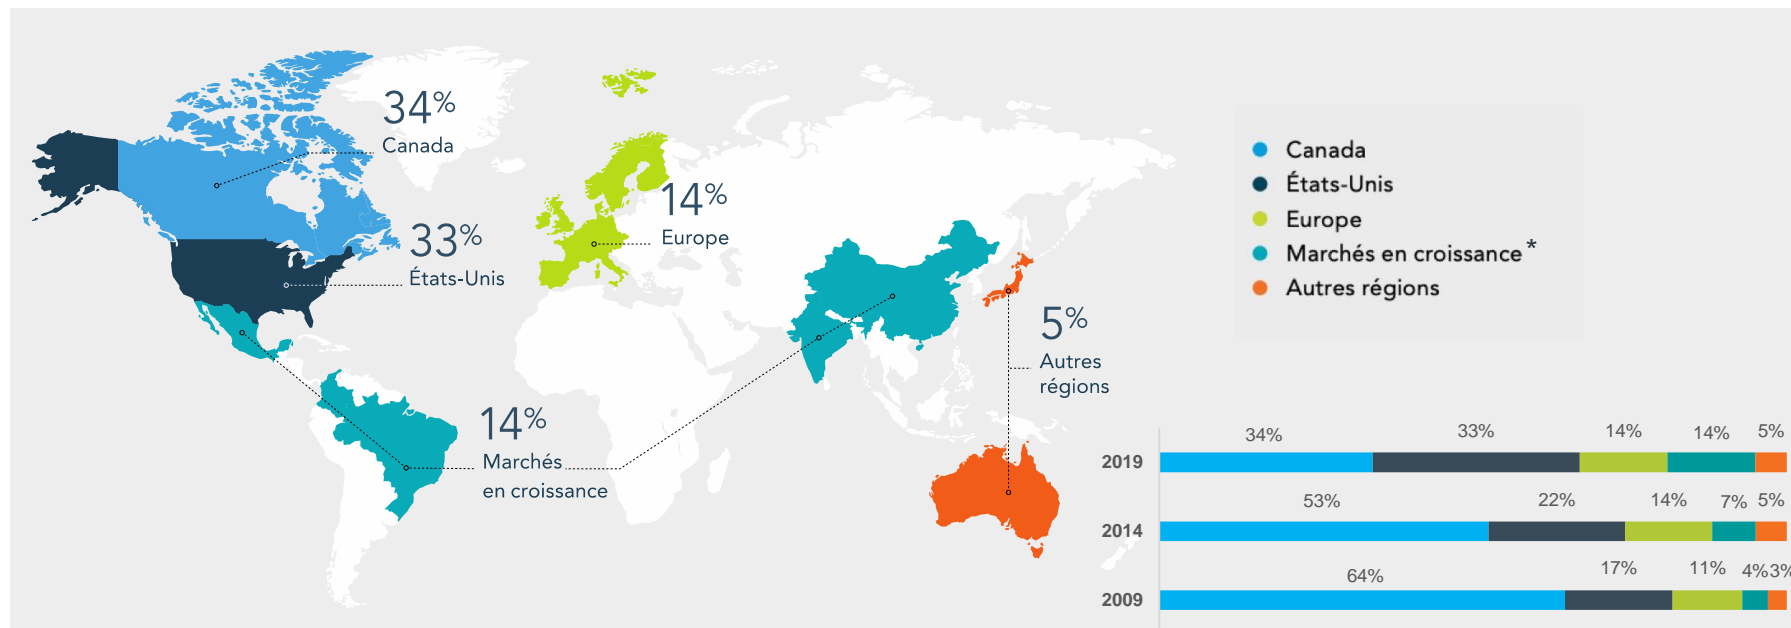 34%
Canada
33%
États-Unis
14%
Europe
14%
Marchés
en croissance
5%
Autres
régions
Canada
États-Unis
Europe
Marchés en croissance*
Autres régions
34% 33% 14% 14% 5%
2019
53% 22% 14% 7% 5%
2014
64% 17% 11% 4% 3%
2009